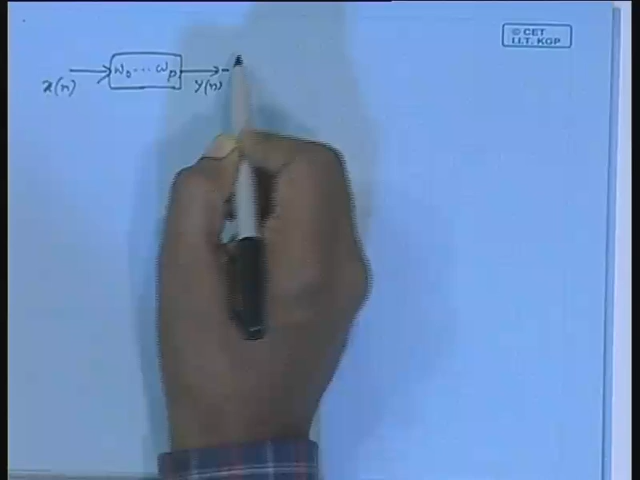 © CET
I.I.T. KGP
w₀ ··· wₚ
x(n) y(n)